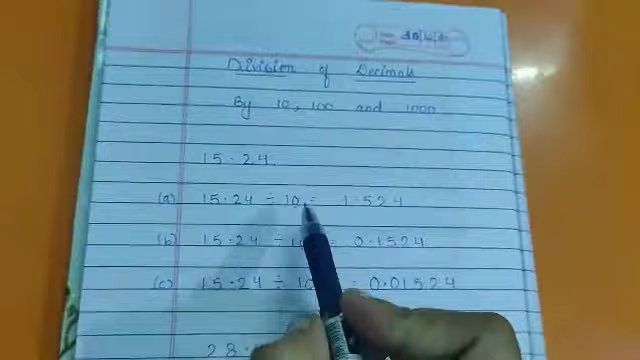 Division of Decimals
By 10, 100 and 1000
15.24
(a) 15.24 ÷ 10 = 1.524
(b) 15.24 ÷ = 0.1524
(c) 15.24 ÷ = 0.01524
28.